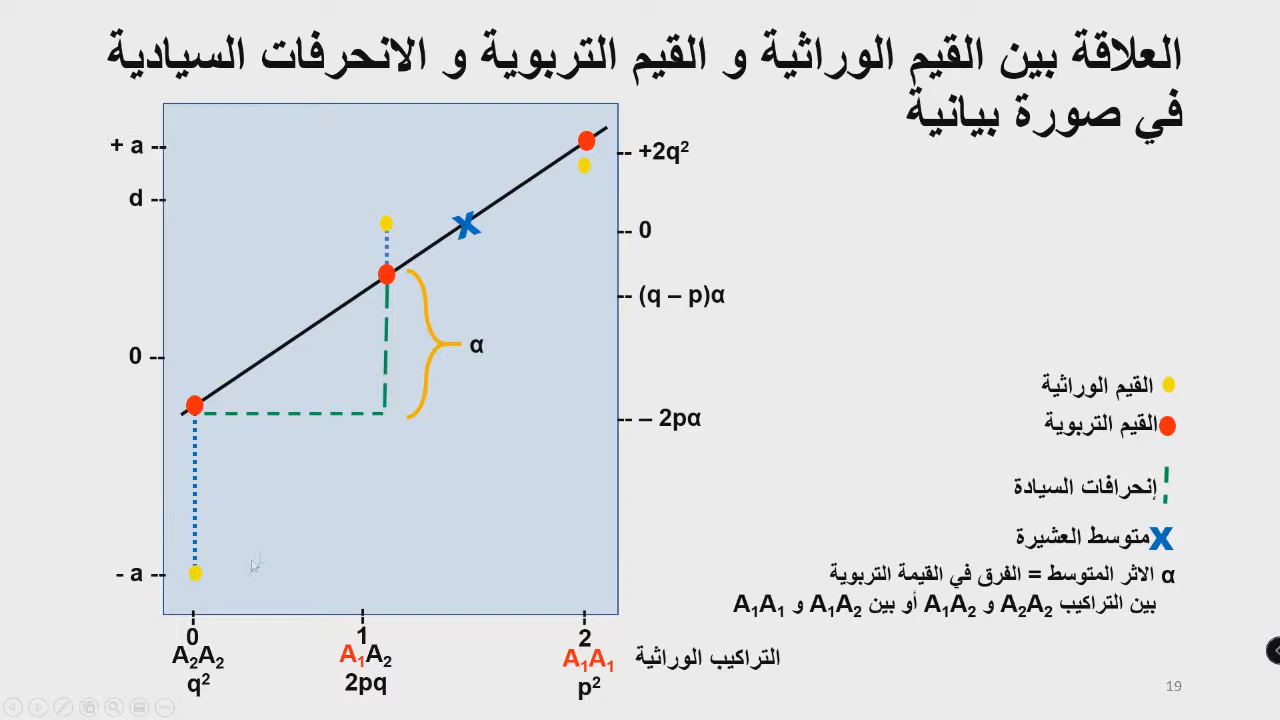 العلاقة بين القيم الوراثية و القيم التربوية و الانحرفات السيادية
في صورة بيانية
+ a --
d --
0 --
- a --
-- +2q²
-- 0
-- (q – p)α
-- – 2pα
α
القيم الوراثية
القيم التربوية
إنحرافات السيادة
X متوسط العشيرة
α الاثر المتوسط = الفرق في القيمة التربوية
بين التراكيب A₂A₂ و A₁A₂ أو بين A₁A₂ و A₁A₁
0 1 2
A₂A₂ A₁A₂ A₁A₁ التراكيب الوراثية
q² 2pq p²
19